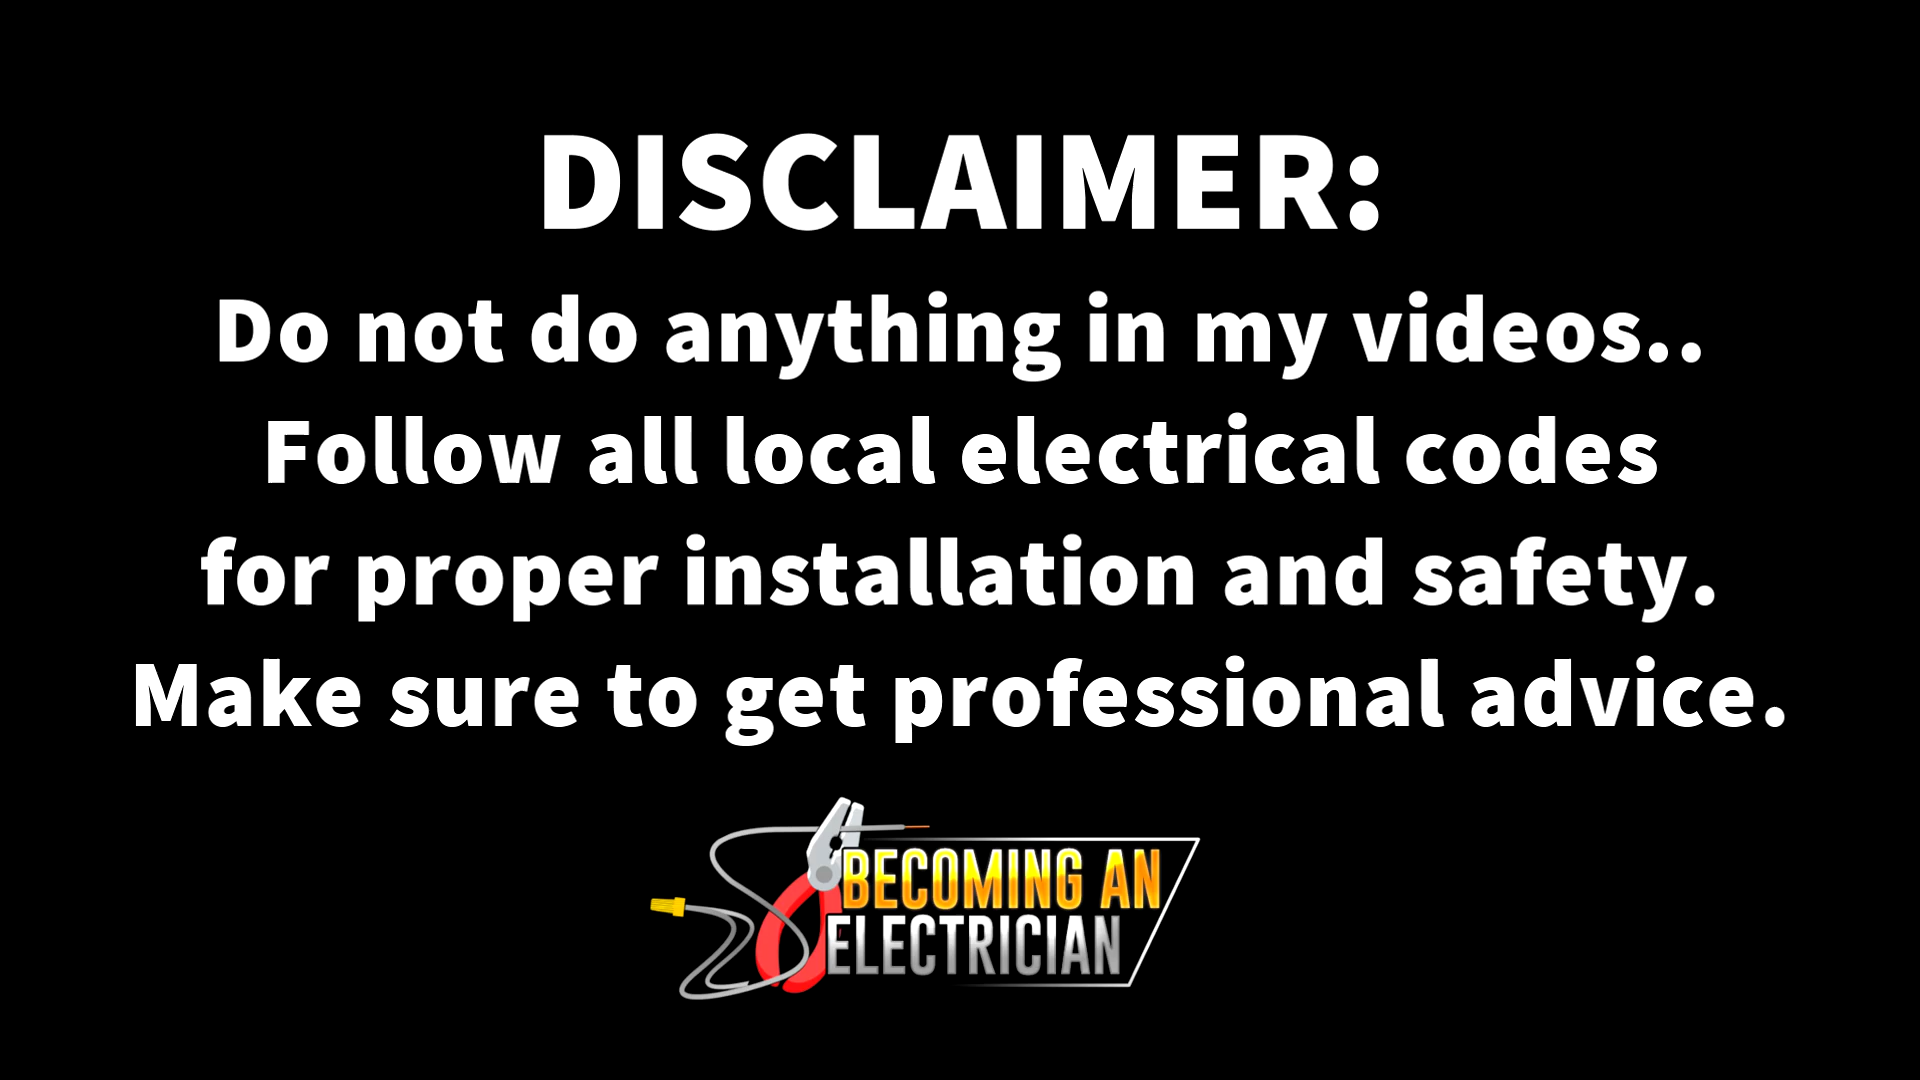 DISCLAIMER:
Do not do anything in my videos..
Follow all local electrical codes
for proper installation and safety.
Make sure to get professional advice.
BECOMING AN
ELECTRICIAN